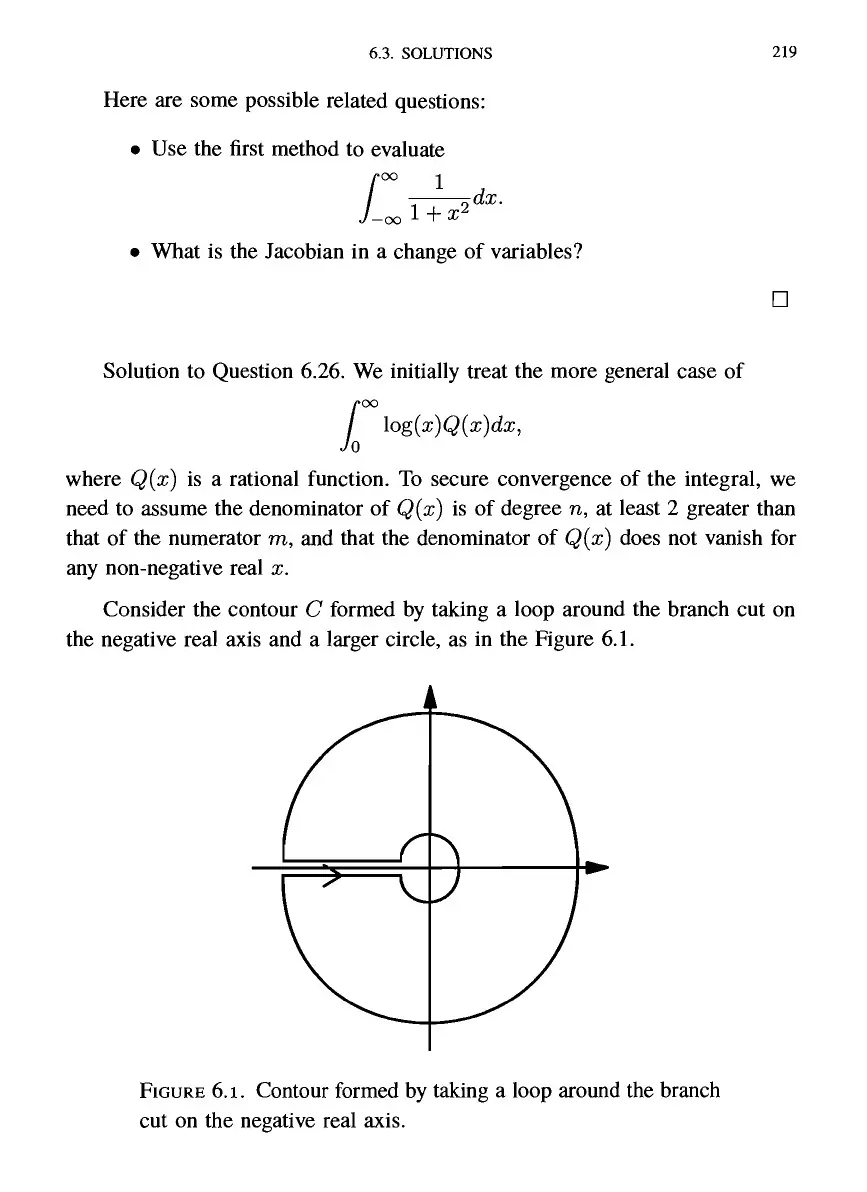 6.3. SOLUTIONS 219
Here are some possible related questions:
• Use the first method to evaluate
∫_{-∞}^{∞} 1/(1 + x²) dx.
• What is the Jacobian in a change of variables?
□
Solution to Question 6.26. We initially treat the more general case of
∫_0^∞ log(x)Q(x)dx,
where Q(x) is a rational function. To secure convergence of the integral, we
need to assume the denominator of Q(x) is of degree n, at least 2 greater than
that of the numerator m, and that the denominator of Q(x) does not vanish for
any non-negative real x.
Consider the contour C formed by taking a loop around the branch cut on
the negative real axis and a larger circle, as in the Figure 6.1.
FIGURE 6.1. Contour formed by taking a loop around the branch
cut on the negative real axis.